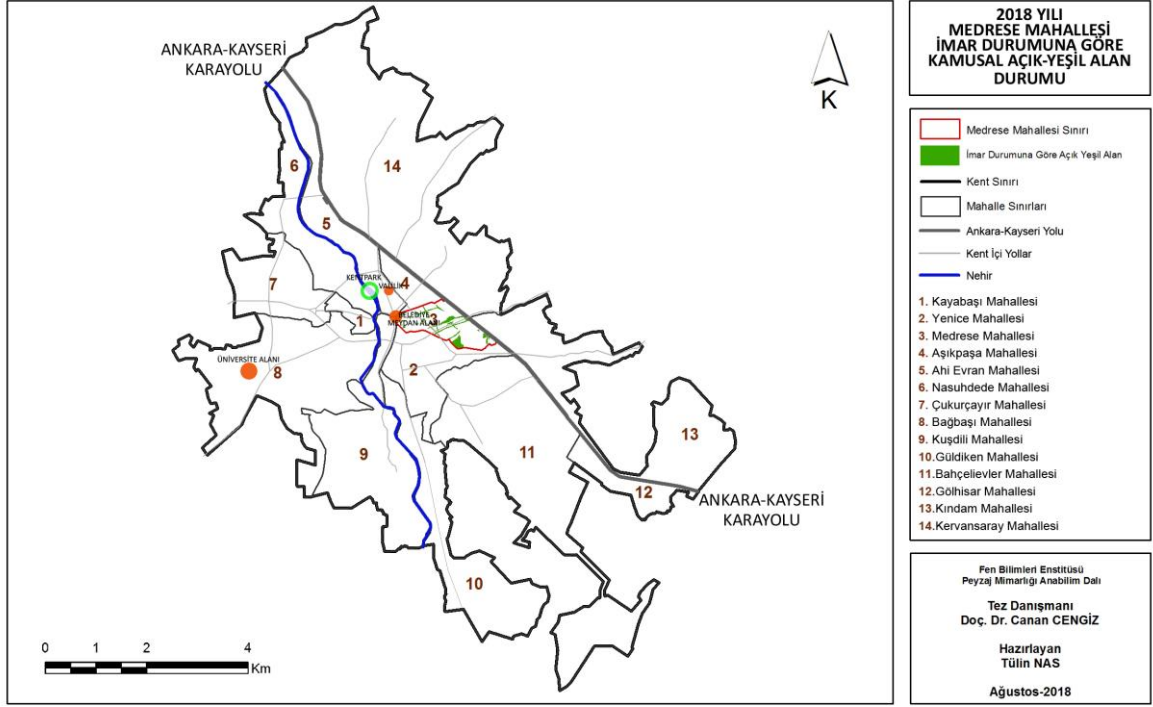 ANKARA-KAYSERİ
KARAYOLU
K
6
14
5
7
KENTPARK
VALİLİK
4
1
BELEDİYE
MEYDAN ALANI
3
ÜNİVERSİTE ALANI
8
2
9
11
13
12
ANKARA-KAYSERİ
KARAYOLU
10
0 1 2 4
Km
2018 YILI
MEDRESE MAHALLEŞİ
İMAR DURUMUNA GÖRE
KAMUSAL AÇIK-YEŞİL ALAN
DURUMU
Medrese Mahallesi Sınırı
İmar Durumuna Göre Açık Yeşil Alan
Kent Sınırı
Mahalle Sınırları
Ankara-Kayseri Yolu
Kent İçi Yollar
Nehir
1. Kayabaşı Mahallesi
2. Yenice Mahallesi
3. Medrese Mahallesi
4. Aşıkpaşa Mahallesi
5. Ahi Evran Mahallesi
6. Nasuhdede Mahallesi
7. Çukurçayır Mahallesi
8. Bağbaşı Mahallesi
9. Kuşdili Mahallesi
10.Güldiken Mahallesi
11.Bahçelievler Mahallesi
12.Gölhisar Mahallesi
13.Kındam Mahallesi
14.Kervansaray Mahallesi
Fen Bilimleri Enstitüsü
Peyzaj Mimarlığı Anabilim Dalı
Tez Danışmanı
Doç. Dr. Canan CENGİZ
Hazırlayan
Tülin NAS
Ağustos-2018